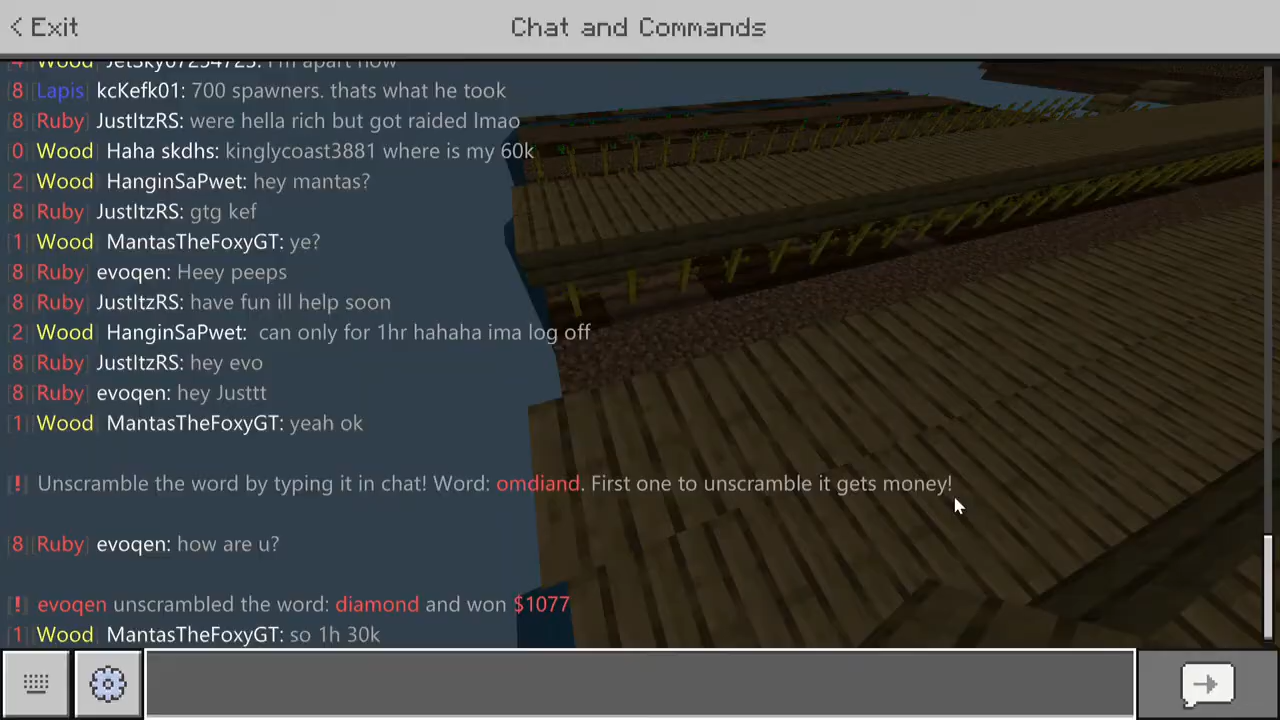 < Exit
Chat and Commands
[4] Wood JetSky67254725: I'm apart now
[8] [Lapis] kcKefk01: 700 spawners. thats what he took
[8] [Ruby] JustItzRS: were hella rich but got raided lmao
[0] [Wood] Haha skdhs: kinglycoast3881 where is my 60k
[2] [Wood] HanginSaPwet: hey mantas?
[8] [Ruby] JustItzRS: gtg kef
[1] [Wood] MantasTheFoxyGT: ye?
[8] [Ruby] evoqen: Heey peeps
[8] [Ruby] JustItzRS: have fun ill help soon
[2] [Wood] HanginSaPwet: can only for 1hr hahaha ima log off
[8] [Ruby] JustItzRS: hey evo
[8] [Ruby] evoqen: hey Justtt
[1] [Wood] MantasTheFoxyGT: yeah ok
[!] Unscramble the word by typing it in chat! Word: omdiand. First one to unscramble it gets money!
[8] [Ruby] evoqen: how are u?
[!] evoqen unscrambled the word: diamond and won $1077
[1] [Wood] MantasTheFoxyGT: so 1h 30k